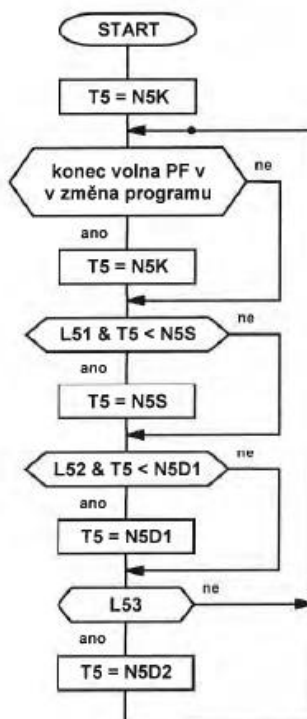 START
T5 = N5K
konec volna PF v
v změna programu
ne
ano
T5 = N5K
L51 & T5 < N5S
ne
ano
T5 = N5S
L52 & T5 < N5D1
ne
ano
T5 = N5D1
L53
ne
ano
T5 = N5D2